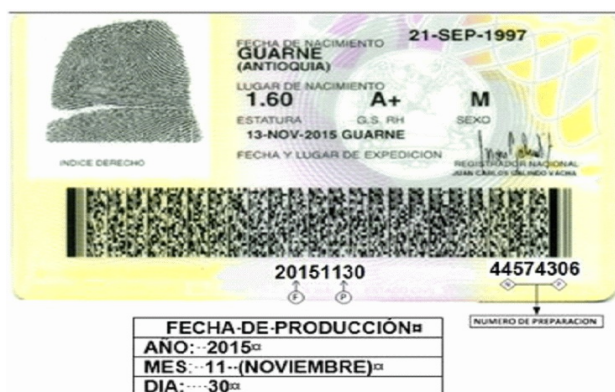 21-SEP-1997
FECHA DE NACIMIENTO
GUARNE
(ANTIOQUIA)
LUGAR DE NACIMIENTO
1.60 A+ M
ESTATURA G.S. RH SEXO
13-NOV-2015 GUARNE
FECHA Y LUGAR DE EXPEDICION
INDICE DERECHO
REGISTRADOR NACIONAL
JUAN CARLOS GALINDO VACHA
20151130 44574306
F P N P
NUMERO DE PREPARACION
FECHA·DE·PRODUCCIÓN¤
AÑO:··2015¤
MES:··11··(NOVIEMBRE)¤
DIA:····30¤